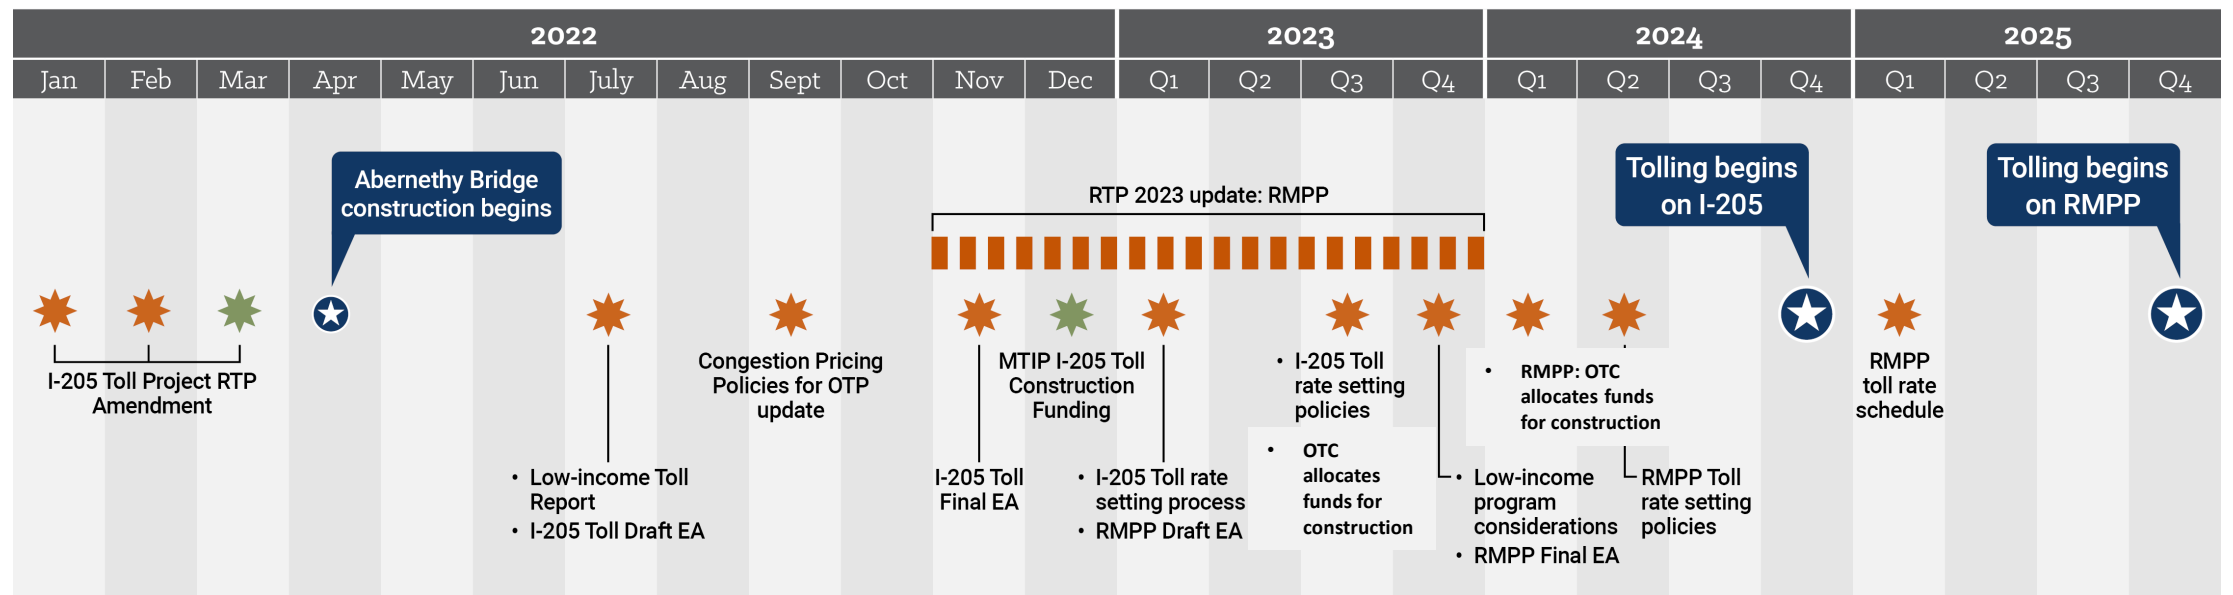 2022 2023 2024 2025
Jan Feb Mar Apr May Jun July Aug Sept Oct Nov Dec Q1 Q2 Q3 Q4 Q1 Q2 Q3 Q4 Q1 Q2 Q3 Q4
Abernethy Bridge
construction begins
RTP 2023 update: RMPP
Tolling begins
on I-205
Tolling begins
on RMPP
I-205 Toll Project RTP
Amendment
• Low-income Toll
Report
• I-205 Toll Draft EA
Congestion Pricing
Policies for OTP
update
I-205 Toll
Final EA
MTIP I-205 Toll
Construction
Funding
• I-205 Toll rate
setting process
• RMPP Draft EA
• I-205 Toll
rate setting
policies
• OTC
allocates
funds for
construction
• Low-income
program
considerations
• RMPP Final EA
• RMPP: OTC
allocates funds
for construction
RMPP Toll
rate setting
policies
RMPP
toll rate
schedule